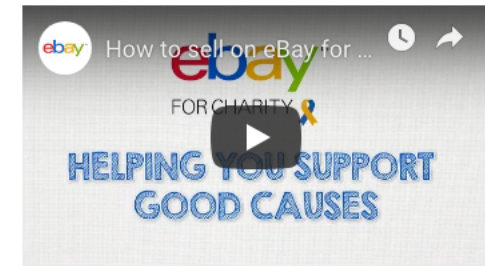 ebay
How to sell on eBay for ...
ebay
FOR CHARITY
HELPING YOU SUPPORT
GOOD CAUSES